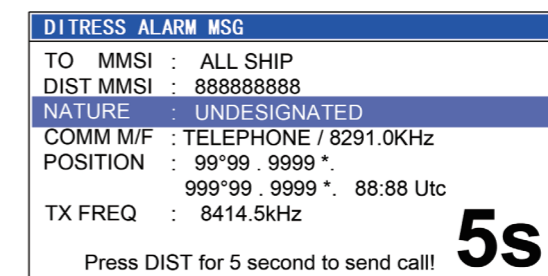 DITRESS ALARM MSG
TO MMSI : ALL SHIP
DIST MMSI : 888888888
NATURE : UNDESIGNATED
COMM M/F : TELEPHONE / 8291.0KHz
POSITION : 99°99 . 9999 *.
999°99 . 9999 *. 88:88 Utc
TX FREQ : 8414.5kHz
5s
Press DIST for 5 second to send call!